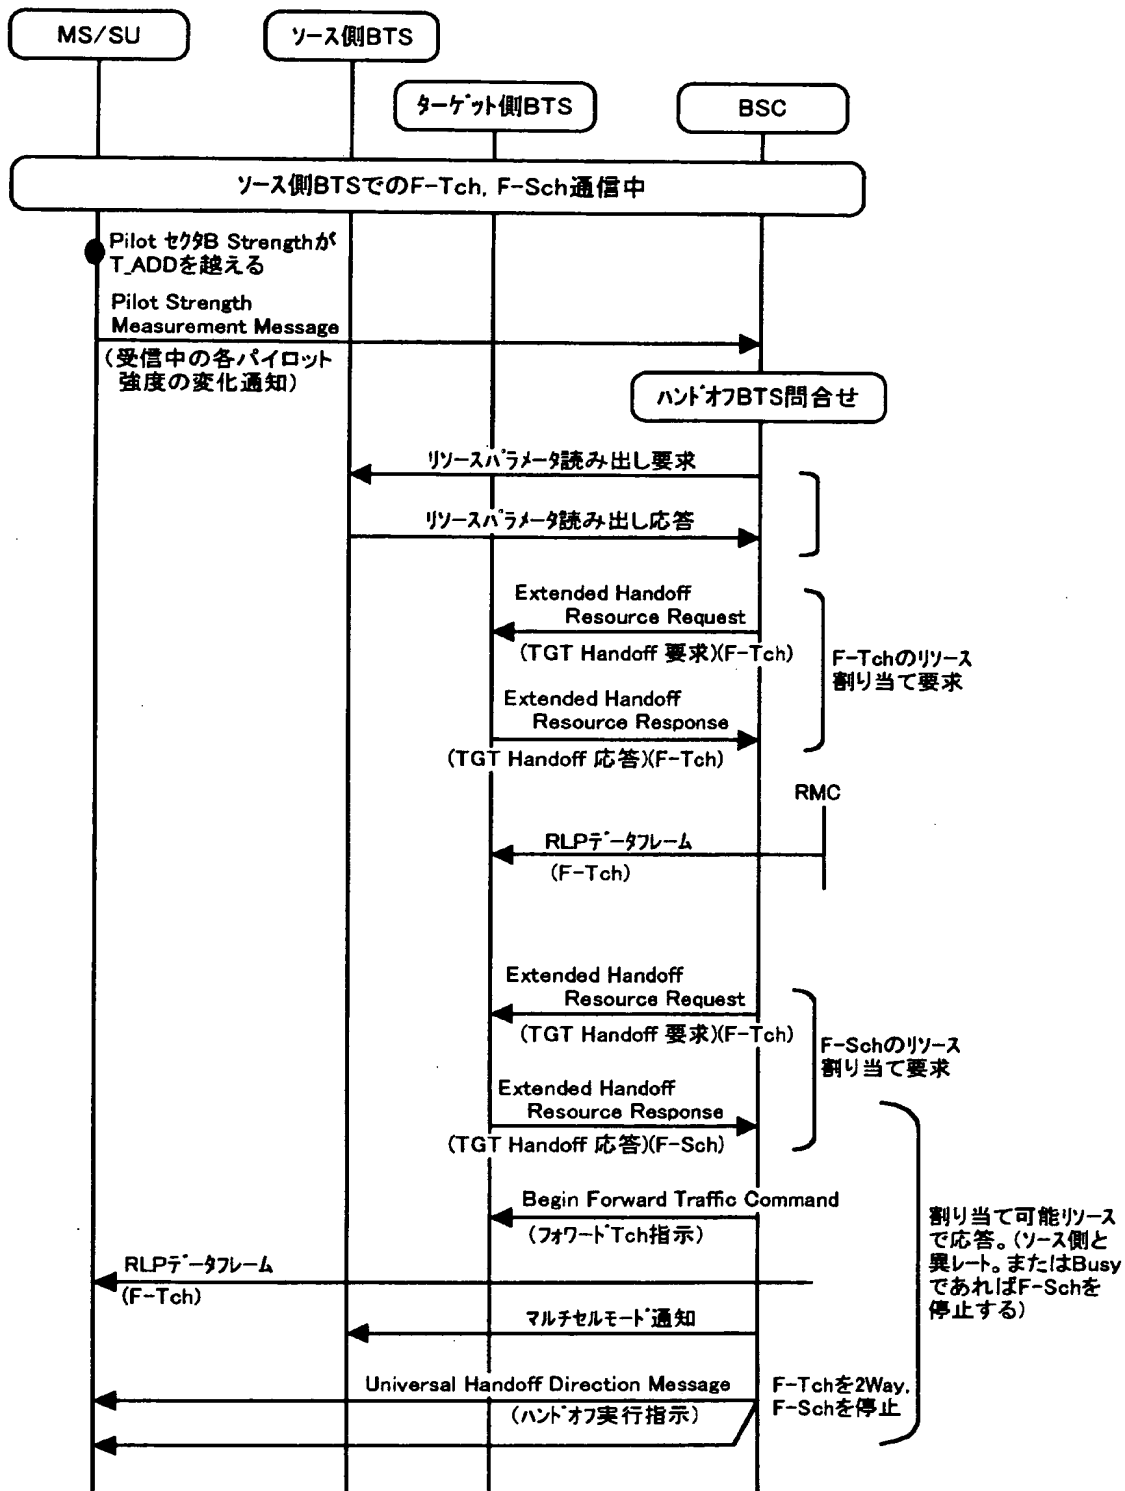 MS/SU
ソース側BTS
ターゲット側BTS
BSC
ソース側BTSでのF-Tch, F-Sch通信中
Pilot セクタB Strengthが
T_ADDを越える
Pilot Strength
Measurement Message
(受信中の各パイロット
強度の変化通知)
ハンドオフBTS問合せ
リソースパラメータ読み出し要求
リソースパラメータ読み出し応答
Extended Handoff
Resource Request
(TGT Handoff 要求)(F-Tch)
F-Tchのリソース
割り当て要求
Extended Handoff
Resource Response
(TGT Handoff 応答)(F-Tch)
RMC
RLPデータフレーム
(F-Tch)
Extended Handoff
Resource Request
(TGT Handoff 要求)(F-Tch)
F-Schのリソース
割り当て要求
Extended Handoff
Resource Response
(TGT Handoff 応答)(F-Sch)
Begin Forward Traffic Command
(フォワードTch指示)
割り当て可能リソース
で応答。(ソース側と
異レート。またはBusy
であればF-Schを
停止する)
RLPデータフレーム
(F-Tch)
マルチセルモード通知
Universal Handoff Direction Message
(ハンドオフ実行指示)
F-Tchを2Way,
F-Schを停止